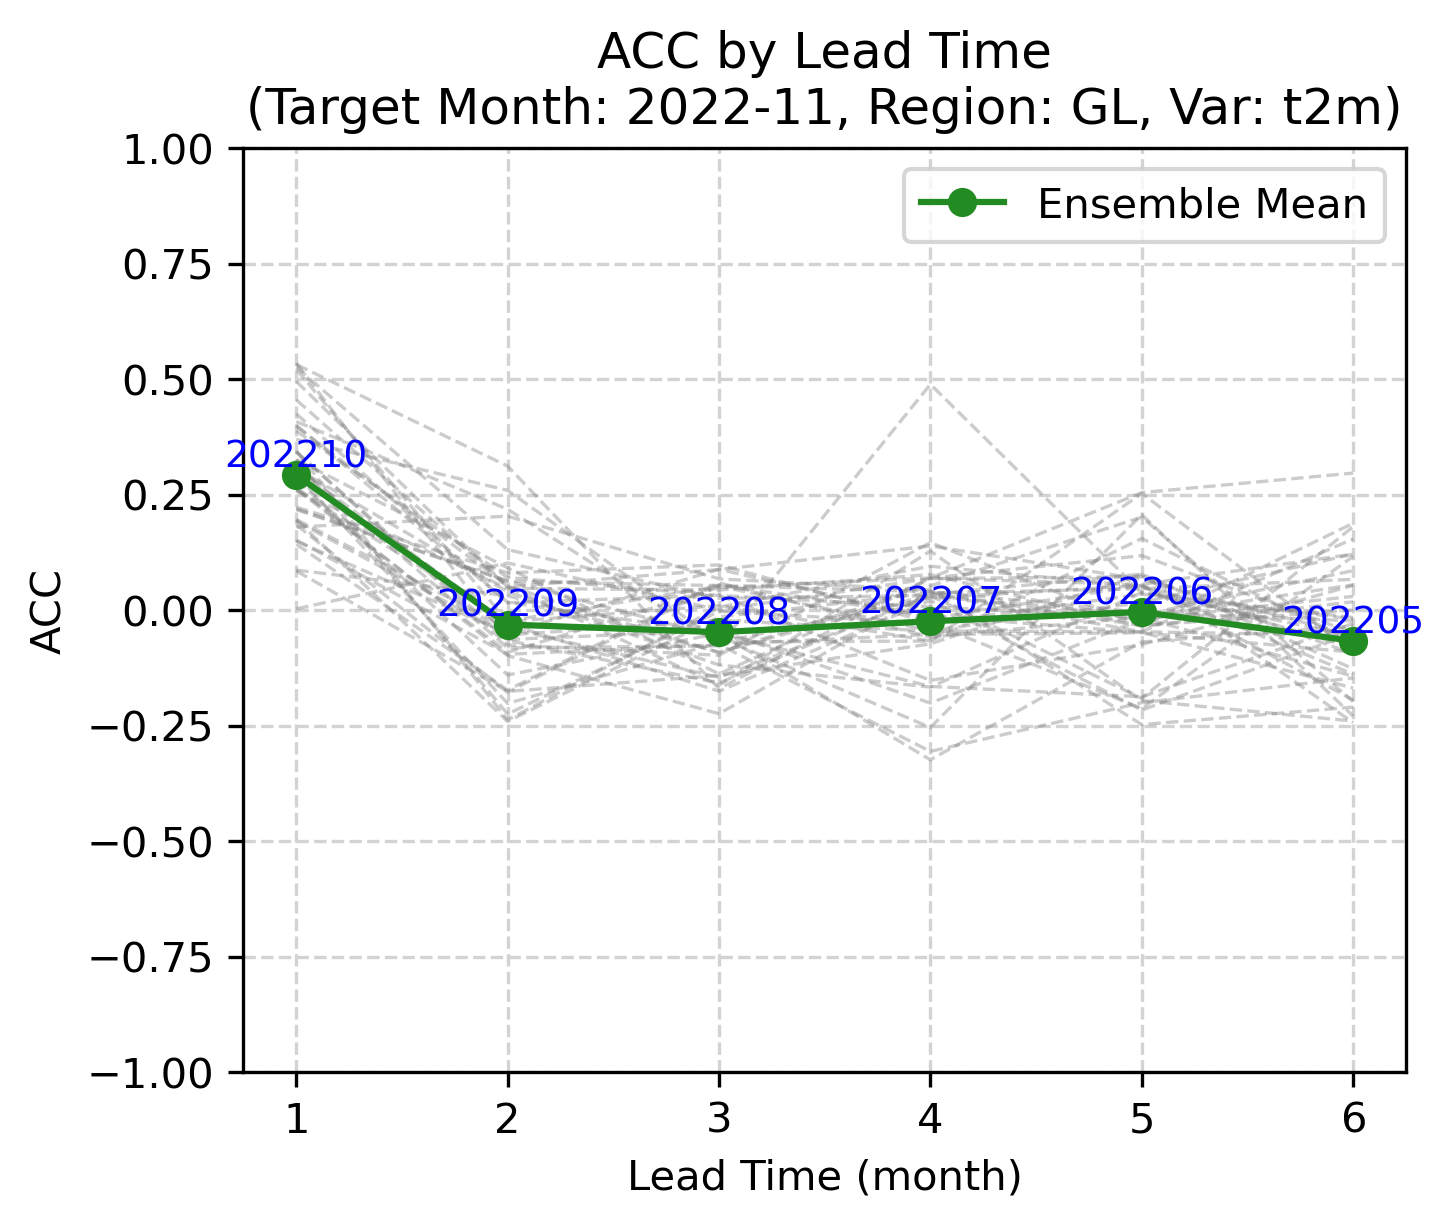 ACC by Lead Time
(Target Month: 2022-11, Region: GL, Var: t2m)
1.00
0.75
0.50
0.25
0.00
−0.25
−0.50
−0.75
−1.00
ACC
Ensemble Mean
202210
202209
202208
202207
202206
202205
1 2 3 4 5 6
Lead Time (month)